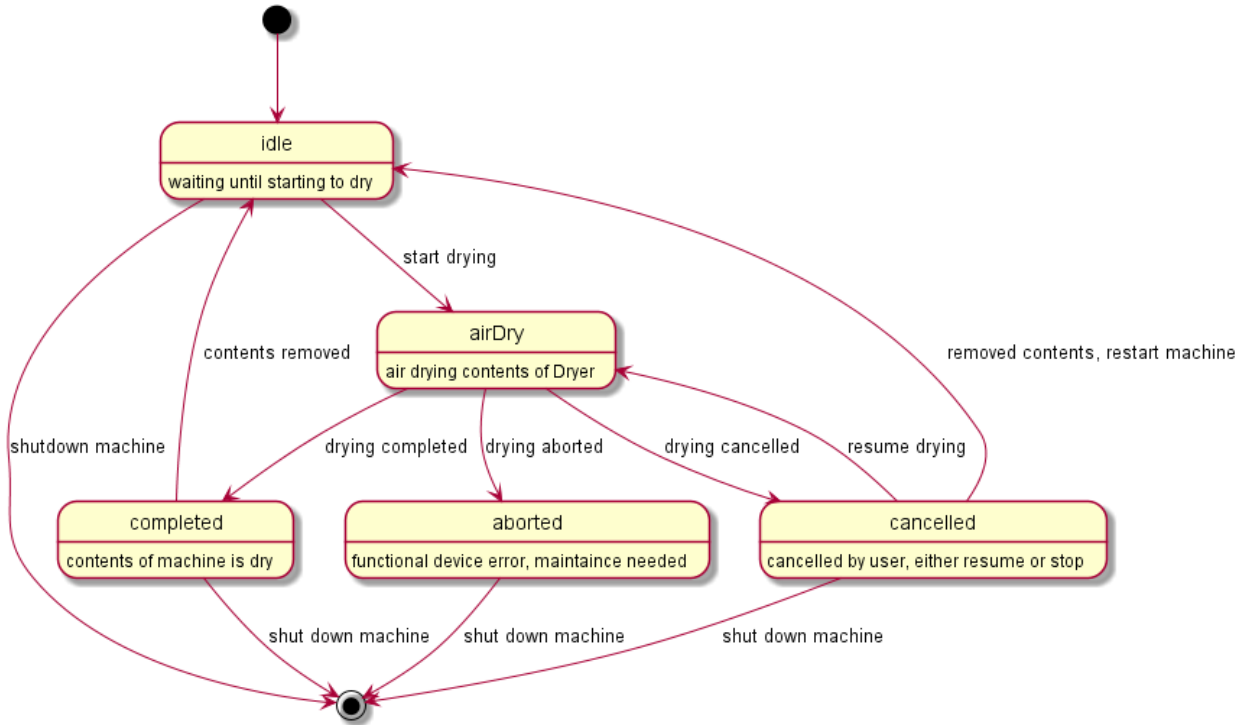 idle
waiting until starting to dry
start drying
airDry
air drying contents of Dryer
contents removed
removed contents, restart machine
shutdown machine
drying completed
drying aborted
drying cancelled
resume drying
completed
contents of machine is dry
aborted
functional device error, maintaince needed
cancelled
cancelled by user, either resume or stop
shut down machine
shut down machine
shut down machine